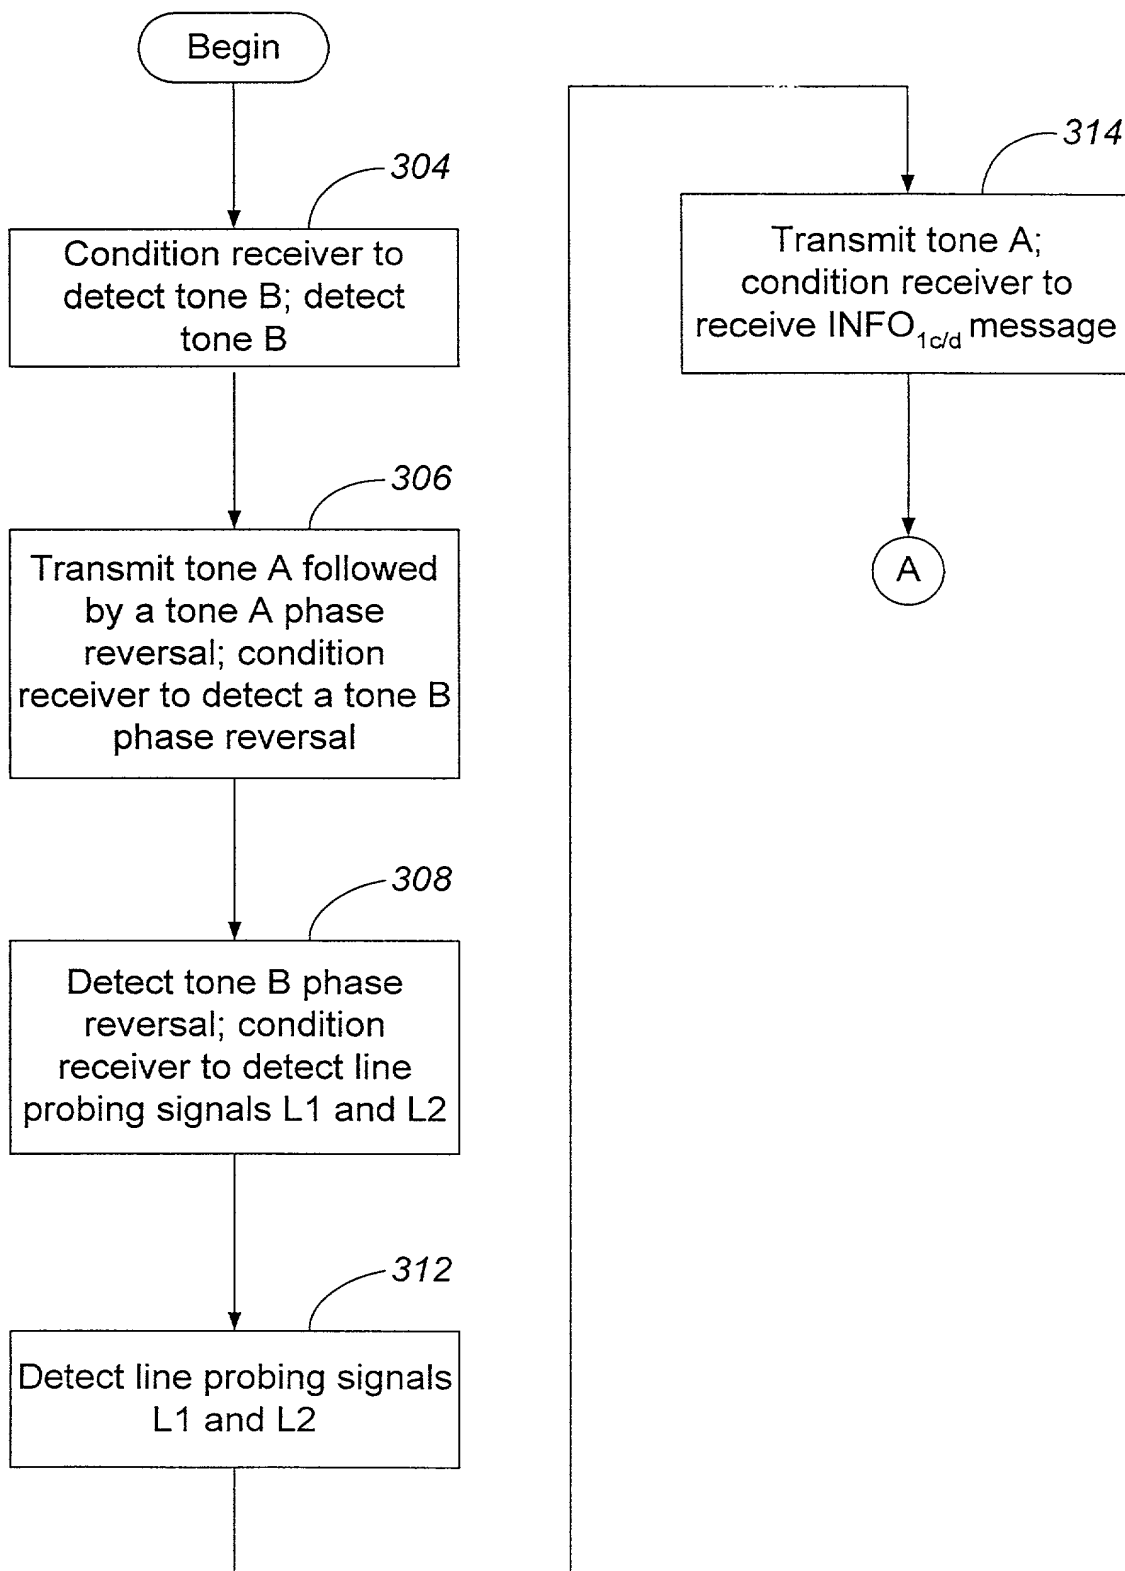 Begin
304
Condition receiver to
detect tone B; detect
tone B
306
Transmit tone A followed
by a tone A phase
reversal; condition
receiver to detect a tone B
phase reversal
308
Detect tone B phase
reversal; condition
receiver to detect line
probing signals L1 and L2
312
Detect line probing signals
L1 and L2
314
Transmit tone A;
condition receiver to
receive INFO1c/d message
A